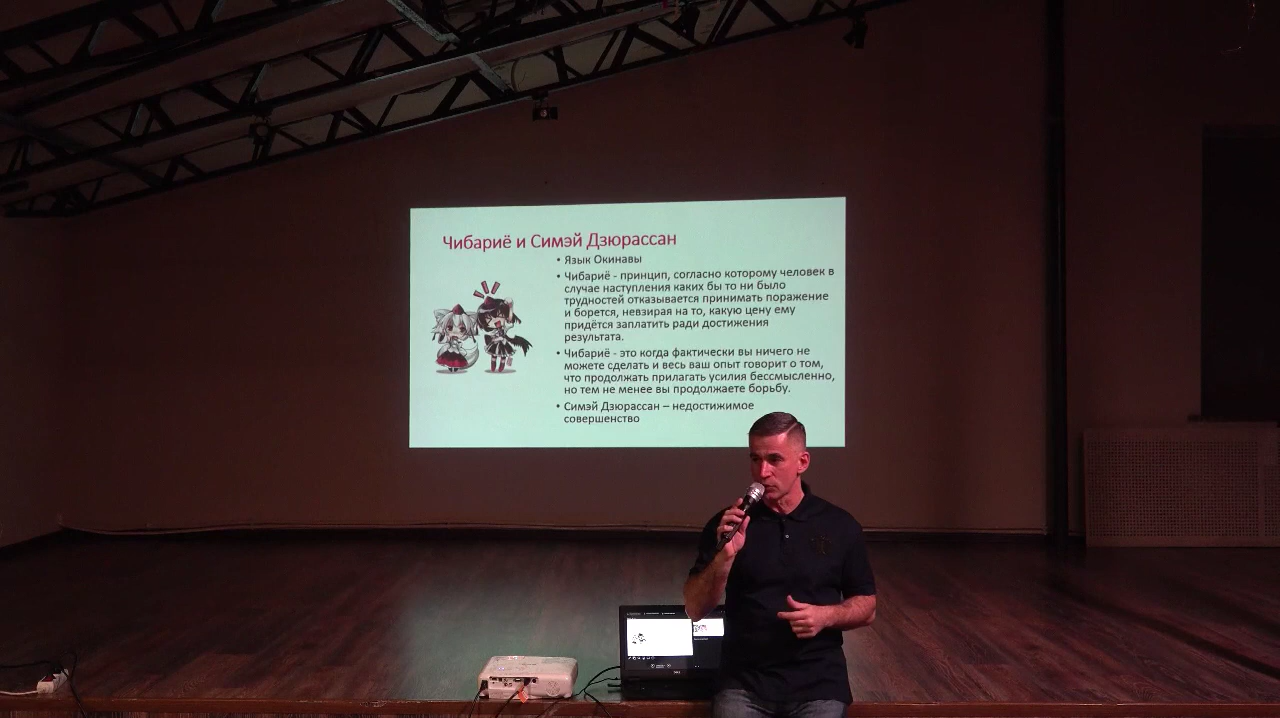 Чибариё и Симэй Дзюрассан
• Язык Окинавы
• Чибариё - принцип, согласно которому человек в
случае наступления каких бы то ни было
трудностей отказывается принимать поражение
и борется, невзирая на то, какую цену ему
придётся заплатить ради достижения
результата.
• Чибариё - это когда фактически вы ничего не
можете сделать и весь ваш опыт говорит о том,
что продолжать прилагать усилия бессмысленно,
но тем не менее вы продолжаете борьбу.
• Симэй Дзюрассан – недостижимое
совершенство